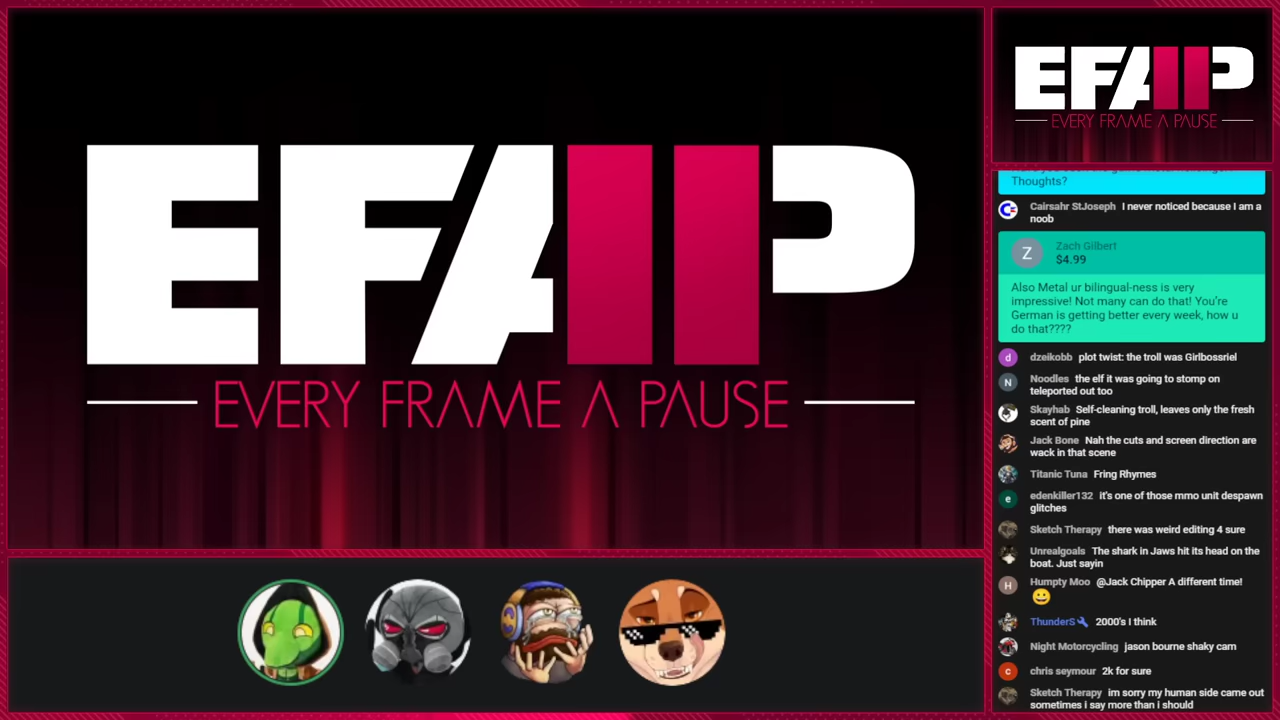 EFAP
EVERY FRAME A PAUSE
EFAP
EVERY FRAME A PAUSE
Thoughts?
Cairsahr StJoseph I never noticed because I am a
noob
Z
Zach Gilbert
$4.99
Also Metal ur bilingual-ness is very
impressive! Not many can do that! You're
German is getting better every week, how u
do that????
d
dzeikobb plot twist: the troll was Girlbossriel
N
Noodles the elf it was going to stomp on
teleported out too
Skayhab Self-cleaning troll, leaves only the fresh
scent of pine
Jack Bone Nah the cuts and screen direction are
wack in that scene
Titanic Tuna Fring Rhymes
e
edenkiller132 it's one of those mmo unit despawn
glitches
Sketch Therapy there was weird editing 4 sure
Unrealgoals The shark in Jaws hit its head on the
boat. Just sayin
H
Humpty Moo @Jack Chipper A different time!
😀
ThunderS 2000's I think
Night Motorcycling jason bourne shaky cam
c
chris seymour 2k for sure
Sketch Therapy im sorry my human side came out
sometimes i say more than i should